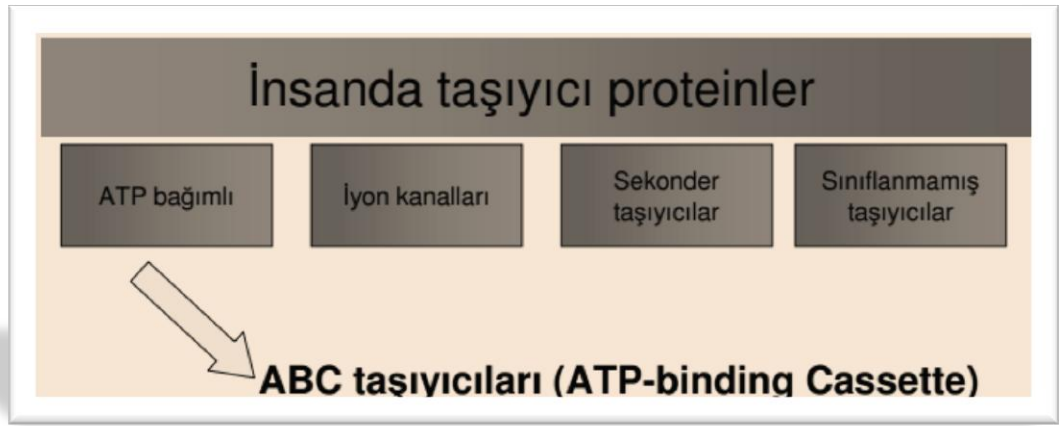 İnsanda taşıyıcı proteinler
ATP bağımlı
İyon kanalları
Sekonder
taşıyıcılar
Sınıflanmamış
taşıyıcılar
ABC taşıyıcıları (ATP-binding Cassette)